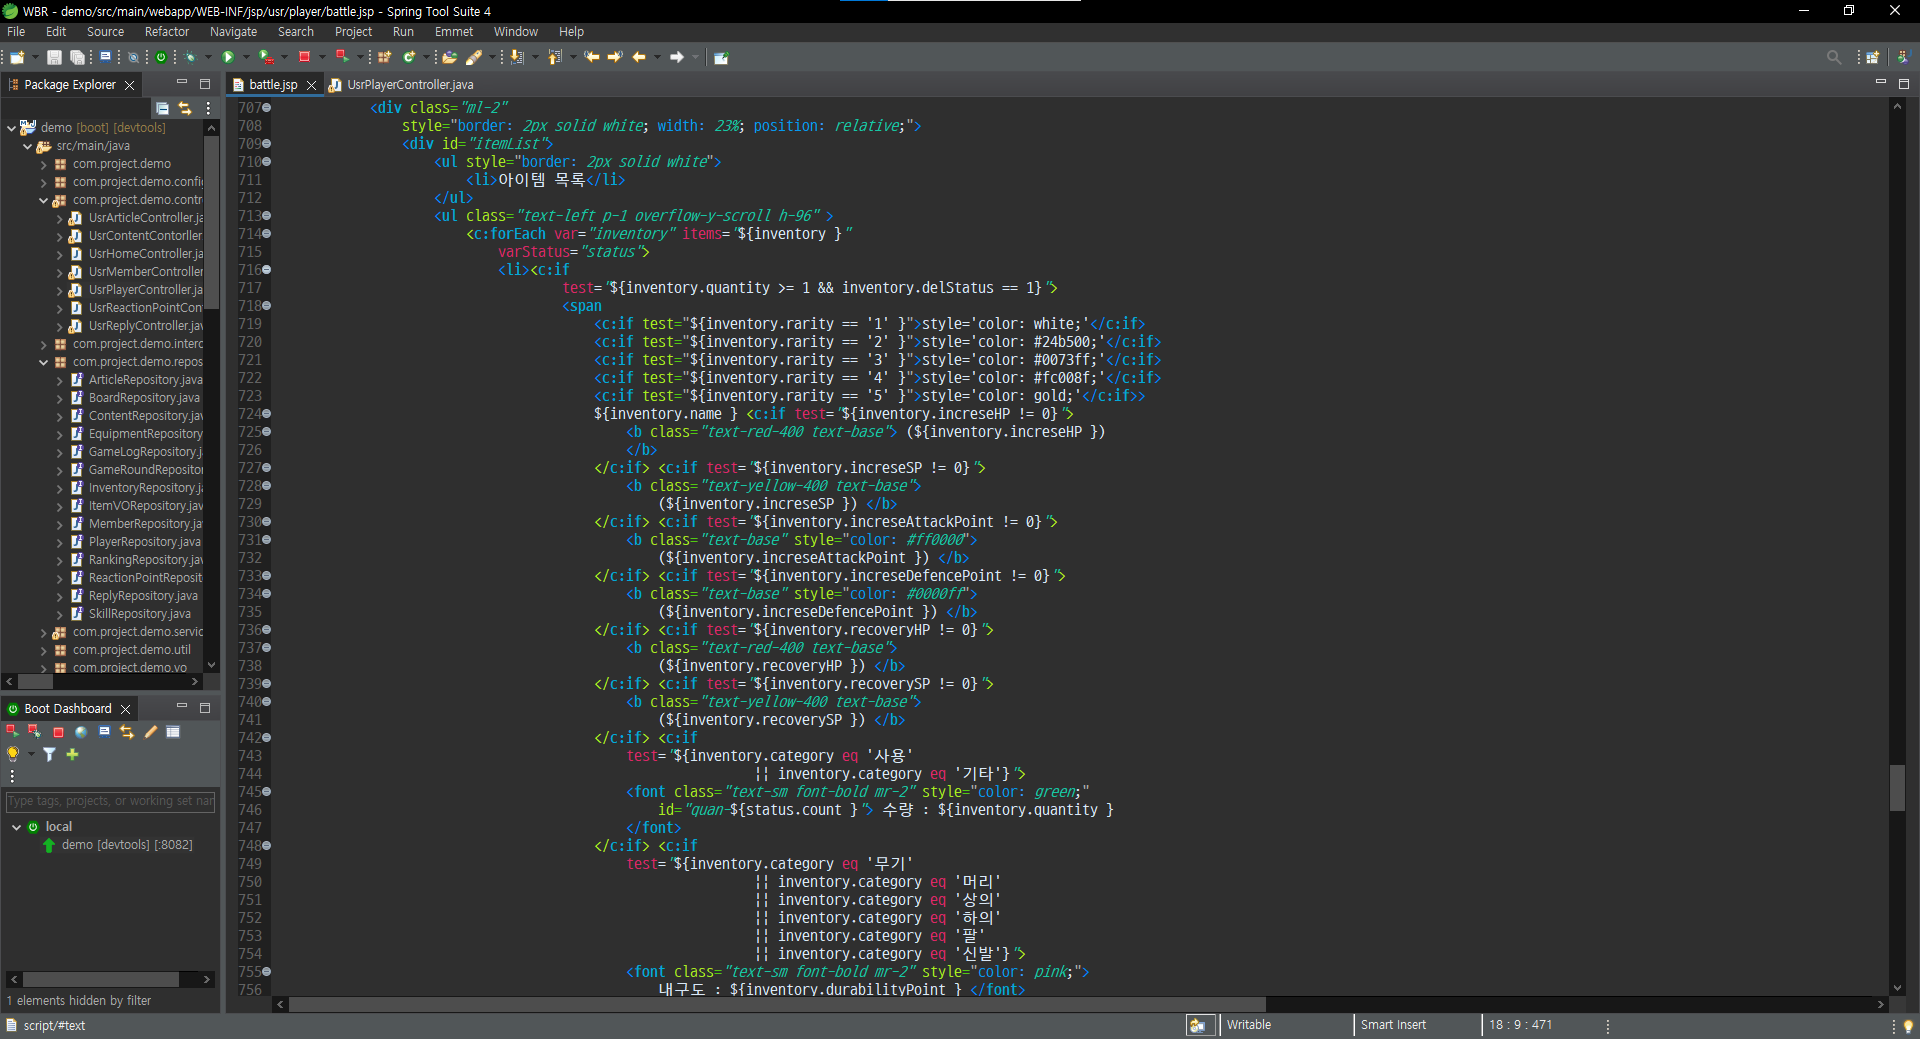 WBR - demo/src/main/webapp/WEB-INF/jsp/usr/player/battle.jsp - Spring Tool Suite 4
File Edit Source Refactor Navigate Search Project Run Emmet Window Help
Package Explorer
demo [boot] [devtools]
src/main/java
com.project.demo
com.project.demo.config
com.project.demo.contr
UsrArticleController.ja
UsrContentContorller
UsrHomeController.ja
UsrMemberController
UsrPlayerController.ja
UsrReactionPointCon
UsrReplyController.jav
com.project.demo.interc
com.project.demo.repos
ArticleRepository.java
BoardRepository.java
ContentRepository.jav
EquipmentRepository
GameLogRepository.j
GameRoundRepositor
InventoryRepository.ja
ItemVORepository.jav
MemberRepository.ja
PlayerRepository.java
RankingRepository.jav
ReactionPointReposit
ReplyRepository.java
SkillRepository.java
com.project.demo.servic
com.project.demo.util
com.project.demo.vo
Boot Dashboard
Type tags, projects, or working set nar
local
demo [devtools] [:8082]
1 elements hidden by filter
battle.jsp UsrPlayerController.java
707 <div class="ml-2"
708 style="border: 2px solid white; width: 23%; position: relative;">
709 <div id="itemList">
710 <ul style="border: 2px solid white">
711 <li>아이템 목록</li>
712 </ul>
713 <ul class="text-left p-1 overflow-y-scroll h-96" >
714 <c:forEach var="inventory" items="${inventory }"
715 varStatus="status">
716 <li><c:if
717 test="${inventory.quantity >= 1 && inventory.delStatus == 1}">
718 <span
719 <c:if test="${inventory.rarity == '1' }">style='color: white;'</c:if>
720 <c:if test="${inventory.rarity == '2' }">style='color: #24b500;'</c:if>
721 <c:if test="${inventory.rarity == '3' }">style='color: #0073ff;'</c:if>
722 <c:if test="${inventory.rarity == '4' }">style='color: #fc008f;'</c:if>
723 <c:if test="${inventory.rarity == '5' }">style='color: gold;'</c:if>>
724 ${inventory.name } <c:if test="${inventory.increseHP != 0}">
725 <b class="text-red-400 text-base"> (${inventory.increseHP })
726 </b>
727 </c:if> <c:if test="${inventory.increseSP != 0}">
728 <b class="text-yellow-400 text-base">
729 (${inventory.increseSP }) </b>
730 </c:if> <c:if test="${inventory.increseAttackPoint != 0}">
731 <b class="text-base" style="color: #ff0000">
732 (${inventory.increseAttackPoint }) </b>
733 </c:if> <c:if test="${inventory.increseDefencePoint != 0}">
734 <b class="text-base" style="color: #0000ff">
735 (${inventory.increseDefencePoint }) </b>
736 </c:if> <c:if test="${inventory.recoveryHP != 0}">
737 <b class="text-red-400 text-base">
738 (${inventory.recoveryHP }) </b>
739 </c:if> <c:if test="${inventory.recoverySP != 0}">
740 <b class="text-yellow-400 text-base">
741 (${inventory.recoverySP }) </b>
742 </c:if> <c:if
743 test="${inventory.category eq '사용'
744 || inventory.category eq '기타'}">
745 <font class="text-sm font-bold mr-2" style="color: green;"
746 id="quan-${status.count }"> 수량 : ${inventory.quantity }
747 </font>
748 </c:if> <c:if
749 test="${inventory.category eq '무기'
750 || inventory.category eq '머리'
751 || inventory.category eq '상의'
752 || inventory.category eq '하의'
753 || inventory.category eq '팔'
754 || inventory.category eq '신발'}">
755 <font class="text-sm font-bold mr-2" style="color: pink;">
756 내구도 : ${inventory.durabilityPoint } </font>
script/#text Writable Smart Insert 18 : 9 : 471